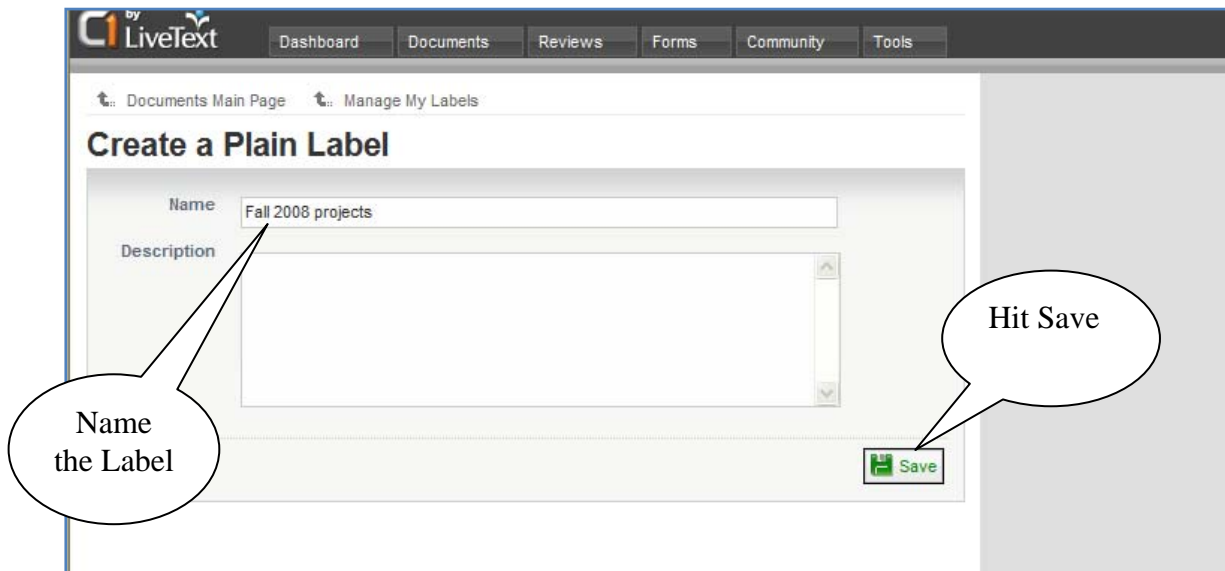 C1 by LiveText
Dashboard Documents Reviews Forms Community Tools
Documents Main Page Manage My Labels
Create a Plain Label
Name Fall 2008 projects
Description
Hit Save
Name
the Label
Save